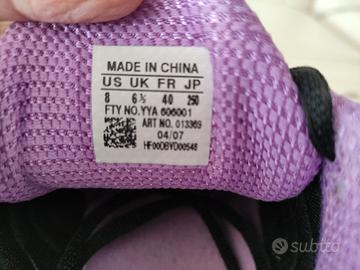 MADE IN CHINA
US UK FR JP
8 6½ 40 250
FTY NO.YYA 606001
ART NO. 013369
04/07
HF00DBYD00548
subito